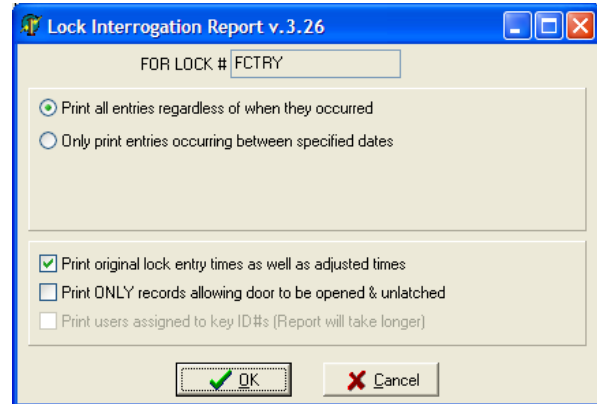 Lock Interrogation Report v.3.26
FOR LOCK # FCTRY
Print all entries regardless of when they occurred
Only print entries occurring between specified dates
Print original lock entry times as well as adjusted times
Print ONLY records allowing door to be opened & unlatched
Print users assigned to key ID#s (Report will take longer)
OK Cancel